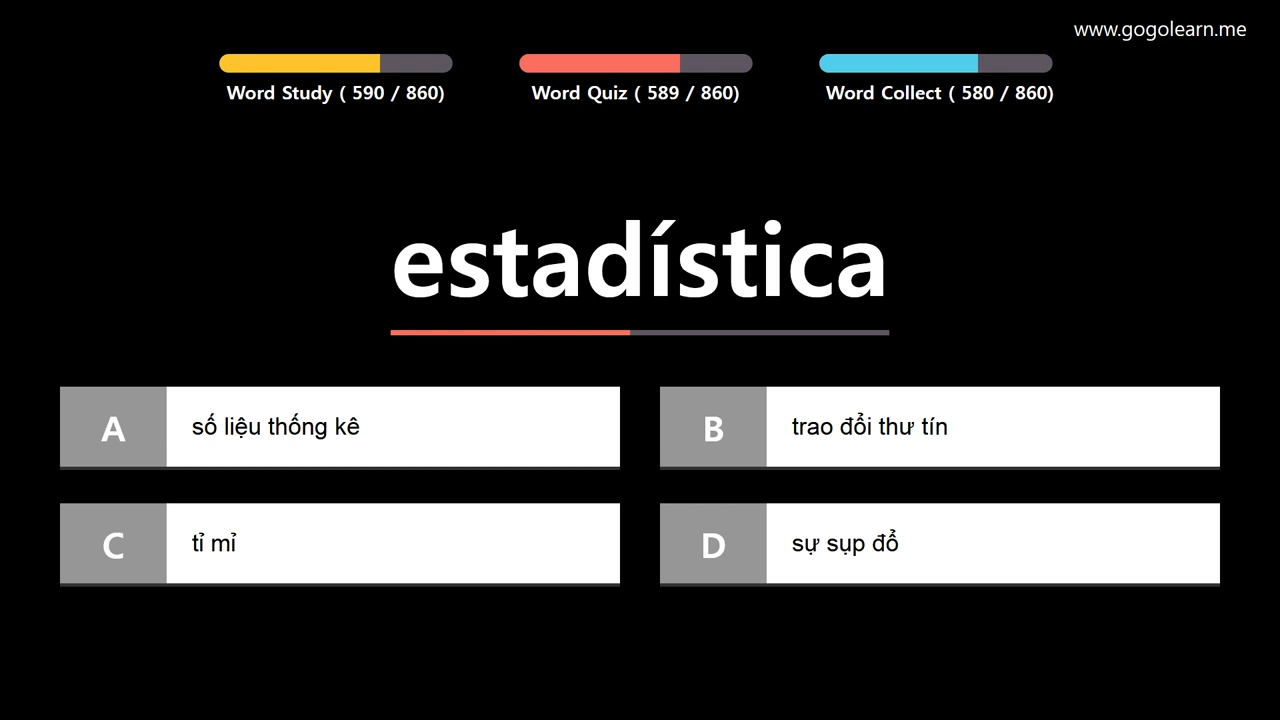 www.gogolearn.me
Word Study ( 590 / 860)
Word Quiz ( 589 / 860)
Word Collect ( 580 / 860)
estadística
A
số liệu thống kê
B
trao đổi thư tín
C
tỉ mỉ
D
sự sụp đổ